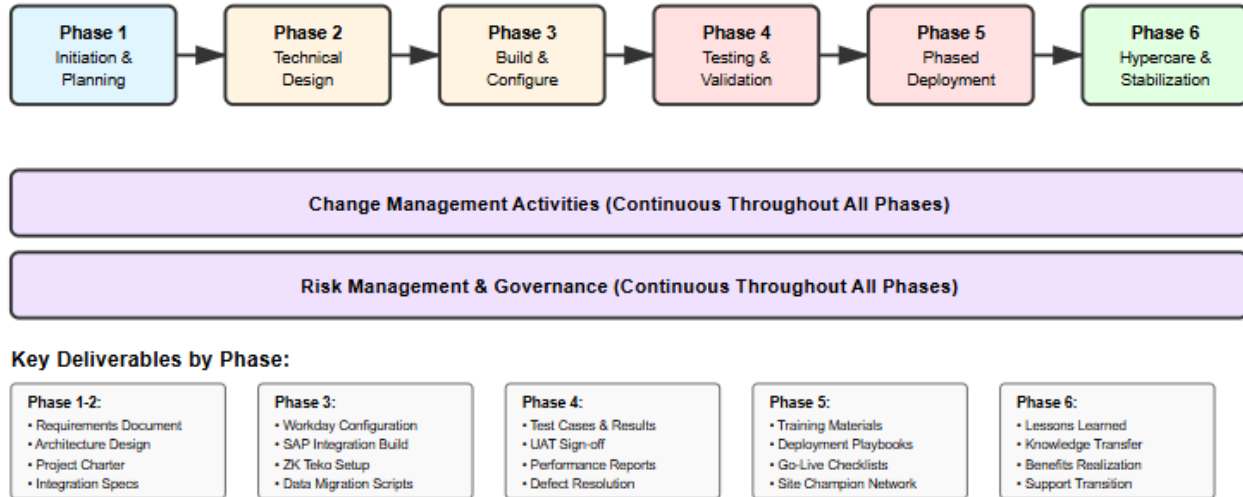 Phase 1
Initiation &
Planning
Phase 2
Technical
Design
Phase 3
Build &
Configure
Phase 4
Testing &
Validation
Phase 5
Phased
Deployment
Phase 6
Hypercare &
Stabilization
Change Management Activities (Continuous Throughout All Phases)
Risk Management & Governance (Continuous Throughout All Phases)
Key Deliverables by Phase:
Phase 1-2:
• Requirements Document
• Architecture Design
• Project Charter
• Integration Specs
Phase 3:
• Workday Configuration
• SAP Integration Build
• ZK Teko Setup
• Data Migration Scripts
Phase 4:
• Test Cases & Results
• UAT Sign-off
• Performance Reports
• Defect Resolution
Phase 5:
• Training Materials
• Deployment Playbooks
• Go-Live Checklists
• Site Champion Network
Phase 6:
• Lessons Learned
• Knowledge Transfer
• Benefits Realization
• Support Transition